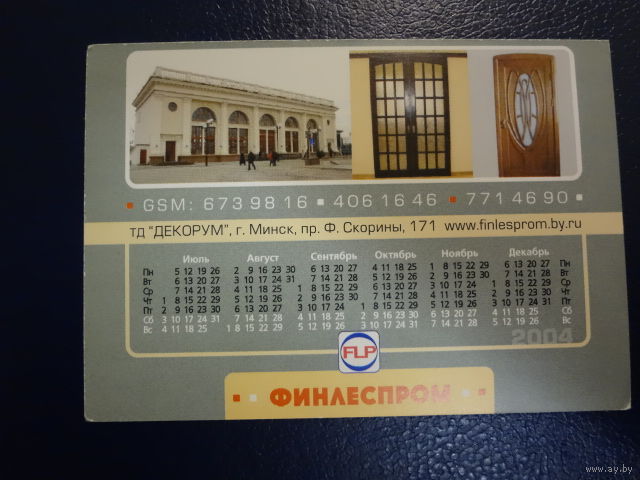 GSM: 673 98 16 406 16 46 771 46 90
ТД "ДЕКОРУМ", г. Минск, пр. Ф. Скорины, 171 www.finlesprom.by.ru
Июль Август Сентябрь Октябрь Ноябрь Декабрь
Пн 5 12 19 26 2 9 16 23 30 6 13 20 27 4 11 18 25 1 8 15 22 29 6 13 20 27
Вт 6 13 20 27 3 10 17 24 31 7 14 21 28 5 12 19 26 2 9 16 23 30 7 14 21 28
Ср 7 14 21 28 4 11 18 25 1 8 15 22 29 6 13 20 27 3 10 17 24 1 8 15 22 29
Чт 1 8 15 22 29 5 12 19 26 2 9 16 23 30 7 14 21 28 4 11 18 25 2 9 16 23 30
Пт 2 9 16 23 30 6 13 20 27 3 10 17 24 1 8 15 22 29 5 12 19 26 3 10 17 24 31
Сб 3 10 17 24 31 7 14 21 28 4 11 18 25 2 9 16 23 30 6 13 20 27 4 11 18 25
Вс 4 11 18 25 1 8 15 22 29 5 12 19 26 3 10 17 24 31 7 14 21 28 5 12 19 26
2004
FLP
ФИНЛЕСПРОМ
www.ay.by